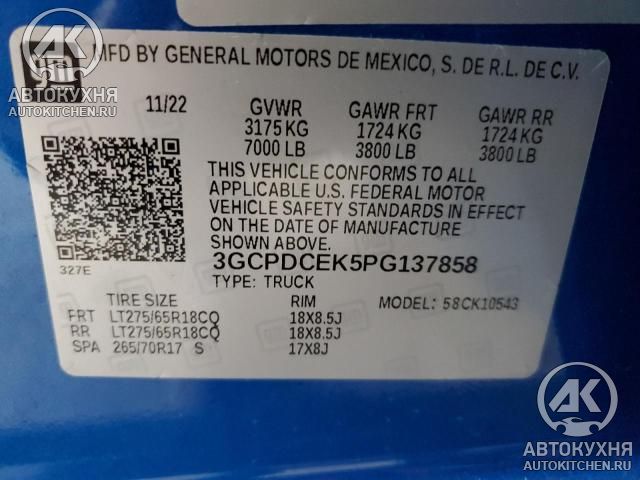 MFD BY GENERAL MOTORS DE MEXICO, S. DE R.L. DE C.V.
АВТОКУХНЯ
AUTOKITCHEN.RU
11/22 GVWR GAWR FRT GAWR RR
3175 KG 1724 KG 1724 KG
7000 LB 3800 LB 3800 LB
THIS VEHICLE CONFORMS TO ALL
APPLICABLE U.S. FEDERAL MOTOR
VEHICLE SAFETY STANDARDS IN EFFECT
ON THE DATE OF MANUFACTURE
SHOWN ABOVE.
327E
3GCPDCEK5PG137858
TYPE: TRUCK
TIRE SIZE RIM MODEL: 58CK10543
FRT LT275/65R18CQ 18X8.5J
RR LT275/65R18CQ 18X8.5J
SPA 265/70R17 S 17X8J
АК
АВТОКУХНЯ
AUTOKITCHEN.RU